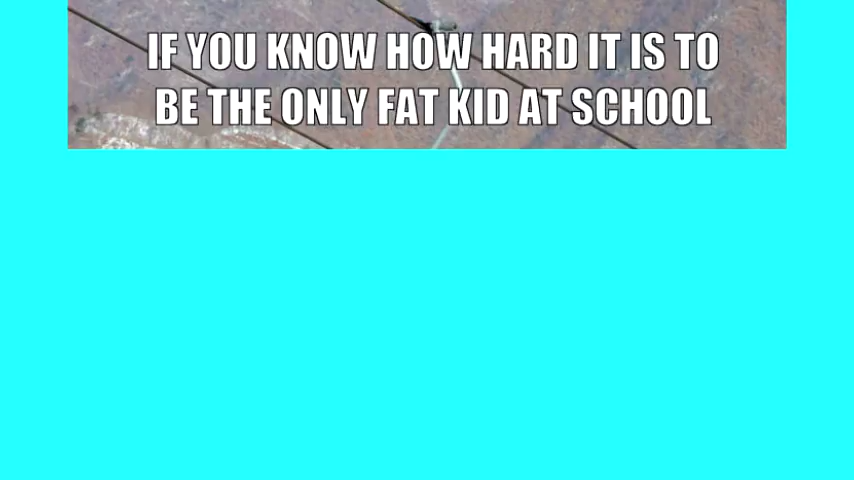 IF YOU KNOW HOW HARD IT IS TO
BE THE ONLY FAT KID AT SCHOOL